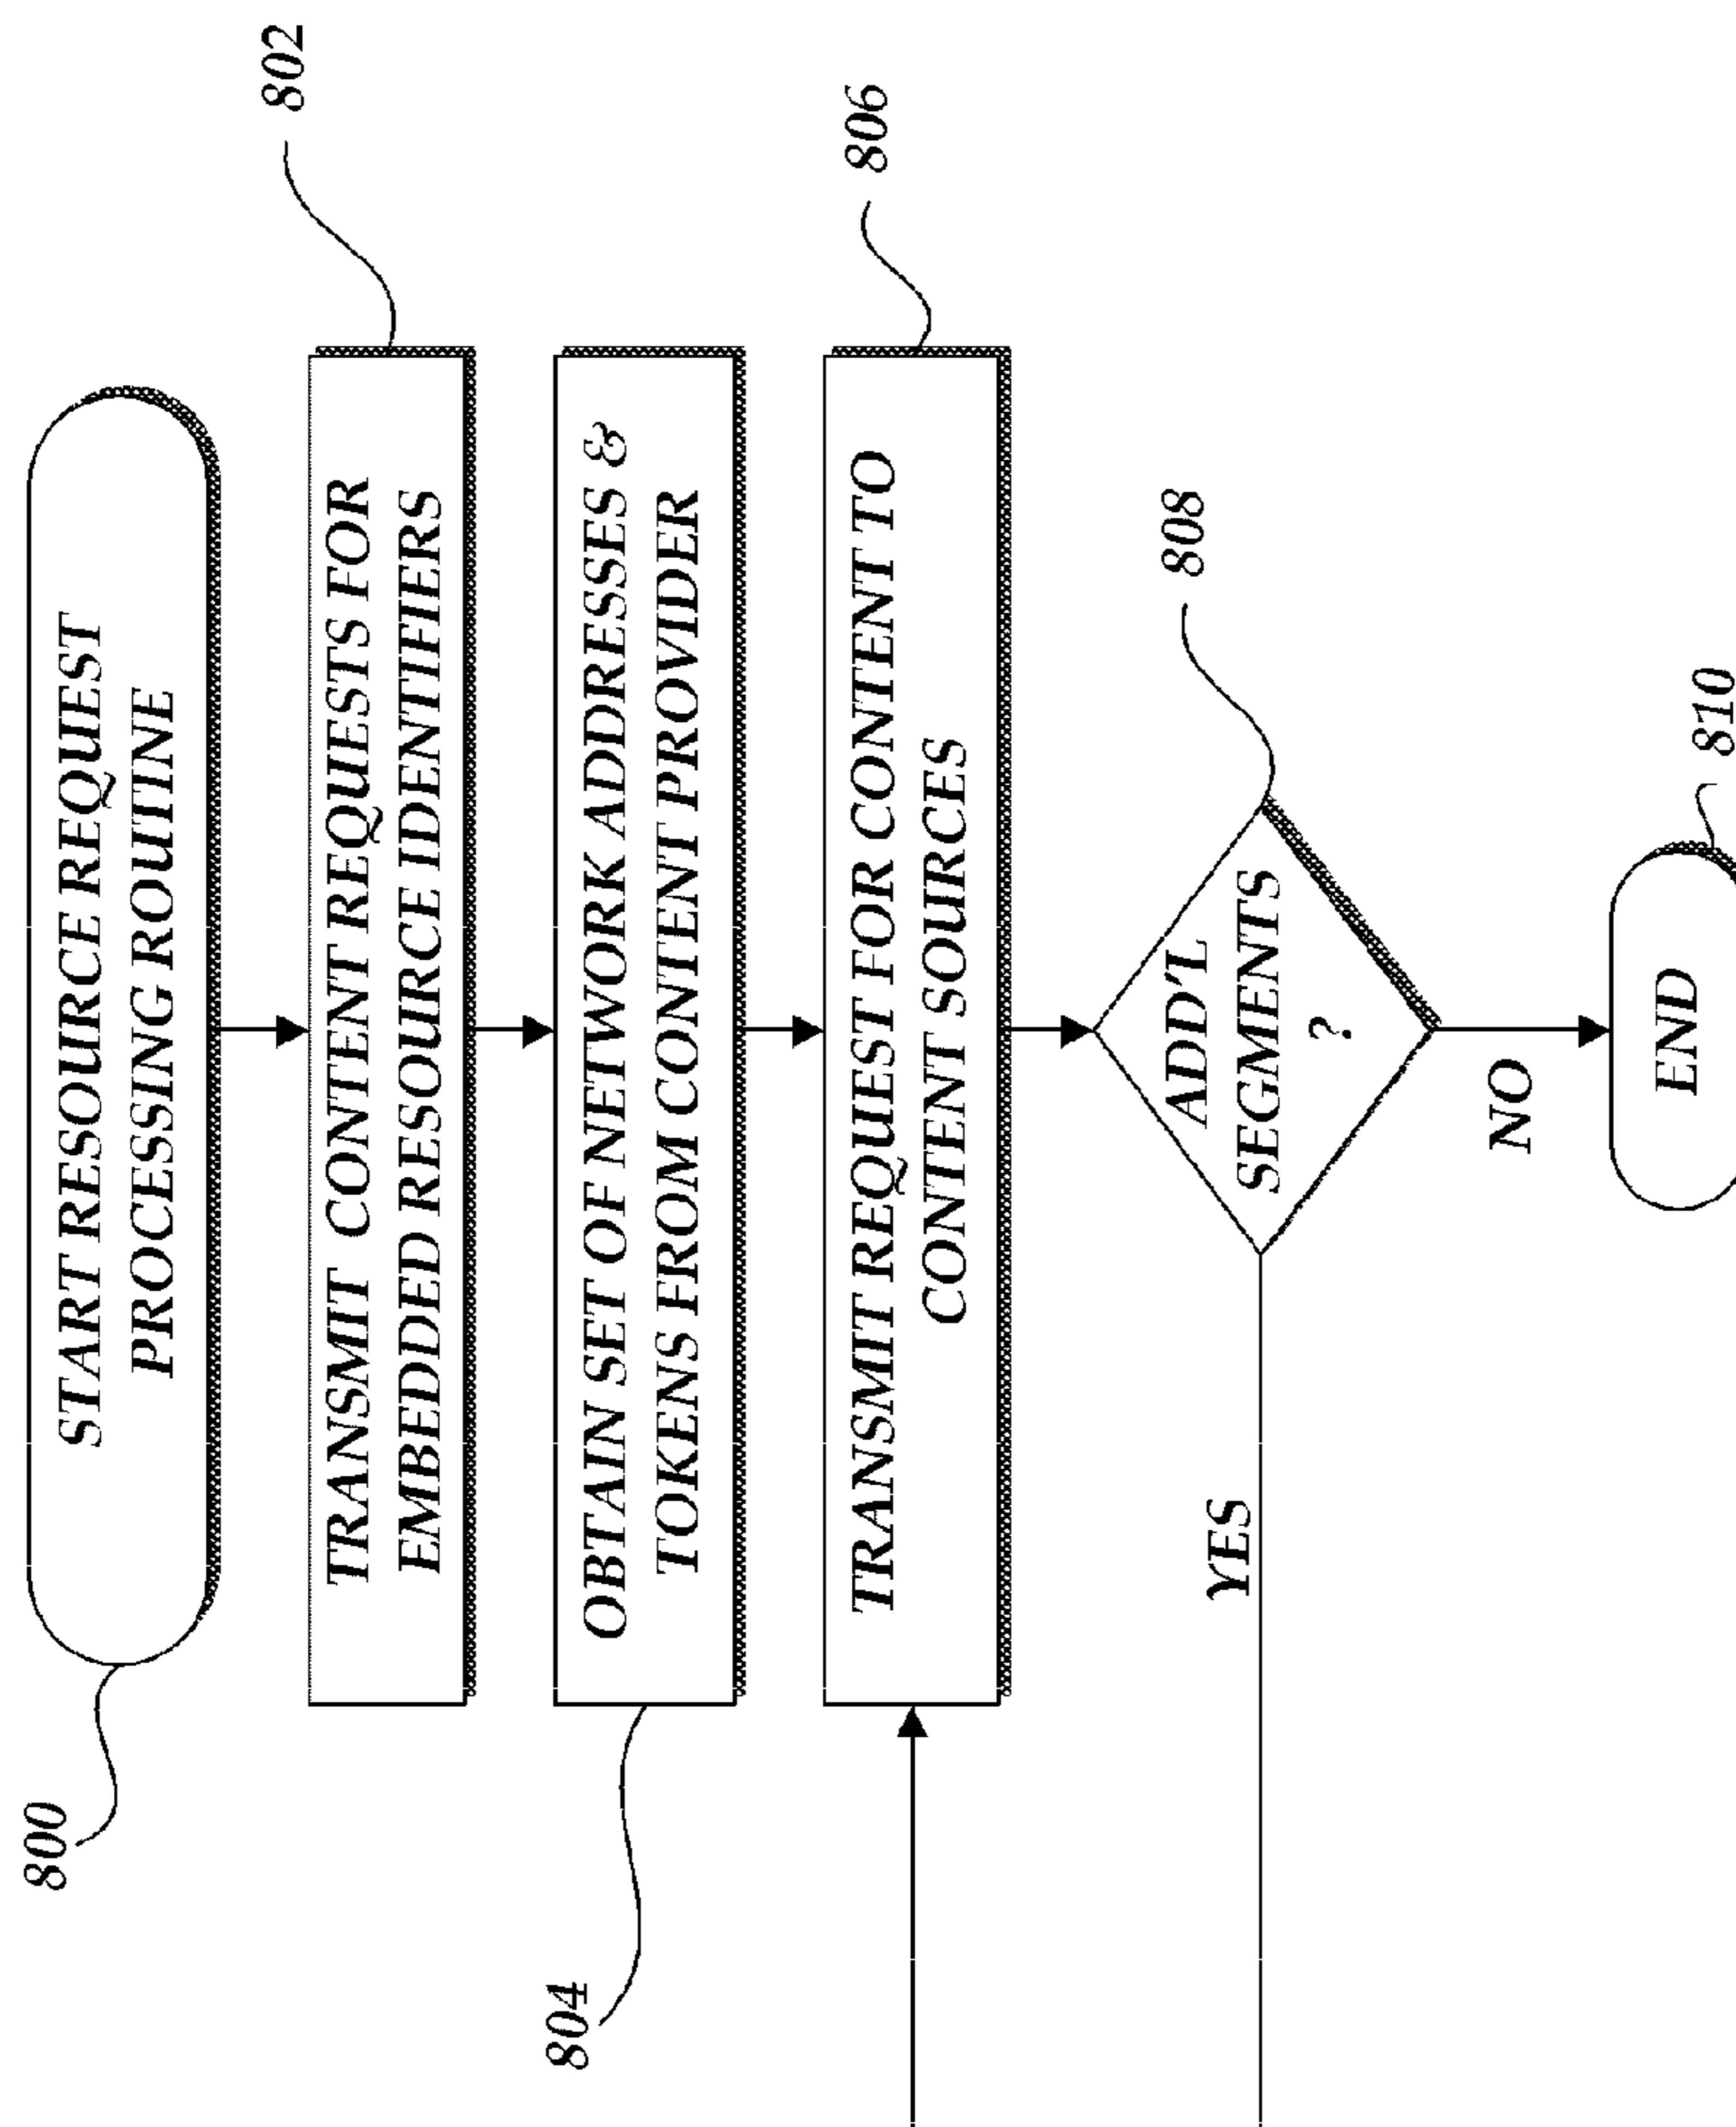 800
START RESOURCE REQUEST
PROCESSING ROUTINE
802
TRANSMIT CONTENT REQUESTS FOR
EMBEDDED RESOURCE IDENTIFIERS
804
OBTAIN SET OF NETWORK ADDRESSES &
TOKENS FROM CONTENT PROVIDER
806
TRANSMIT REQUEST FOR CONTENT TO
CONTENT SOURCES
808
ADD'L
SEGMENTS
?
YES
NO
810
END